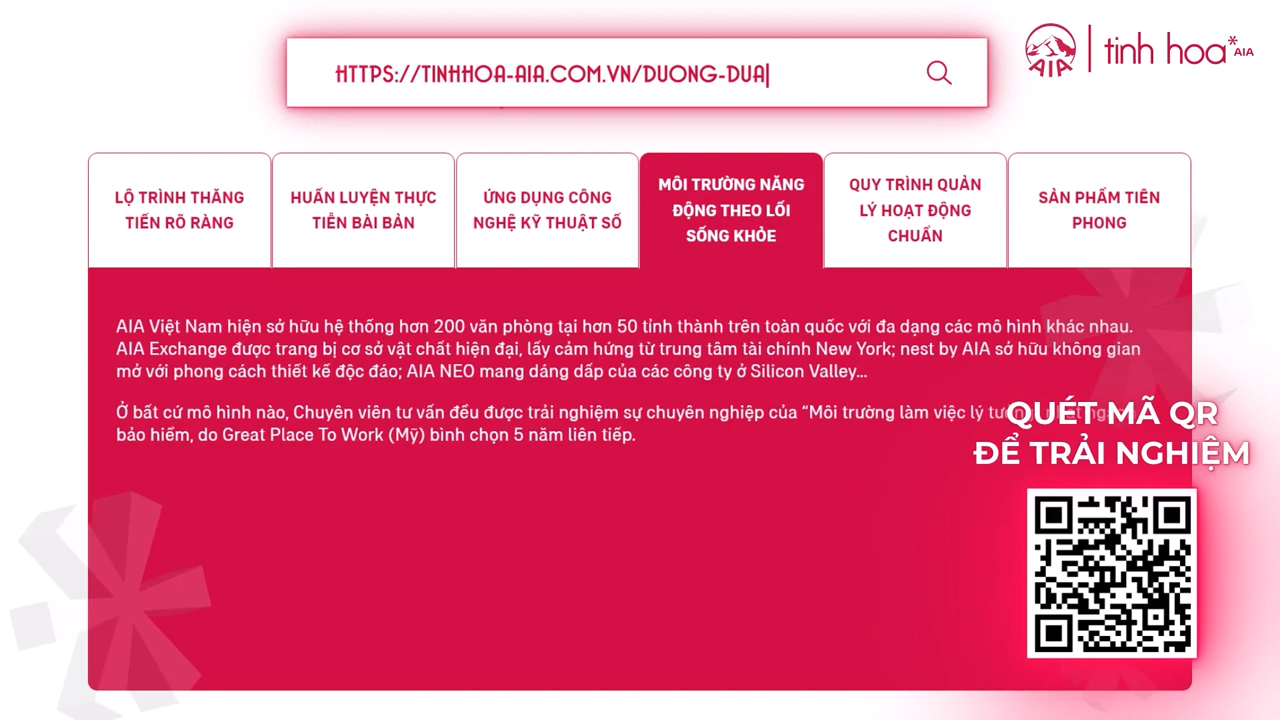 HTTPS://TINHHOA-AIA.COM.VN/DUONG-DUA
AIA
tinh hoa*AIA
LỘ TRÌNH THĂNG
TIẾN RÕ RÀNG
HUẤN LUYỆN THỰC
TIỄN BÀI BẢN
ỨNG DỤNG CÔNG
NGHỆ KỸ THUẬT SỐ
MÔI TRƯỜNG NĂNG
ĐỘNG THEO LỐI
SỐNG KHỎE
QUY TRÌNH QUẢN
LÝ HOẠT ĐỘNG
CHUẨN
SẢN PHẨM TIÊN
PHONG
AIA Việt Nam hiện sở hữu hệ thống hơn 200 văn phòng tại hơn 50 tỉnh thành trên toàn quốc với đa dạng các mô hình khác nhau.
AIA Exchange được trang bị cơ sở vật chất hiện đại, lấy cảm hứng từ trung tâm tài chính New York; nest by AIA sở hữu không gian
mở với phong cách thiết kế độc đáo; AIA NEO mang dáng dấp của các công ty ở Silicon Valley...
Ở bất cứ mô hình nào, Chuyên viên tư vấn đều được trải nghiệm sự chuyên nghiệp của “Môi trường làm việc lý
bảo hiểm, do Great Place To Work (Mỹ) bình chọn 5 năm liên tiếp.
QUÉT MÃ QR
ĐỂ TRẢI NGHIỆM